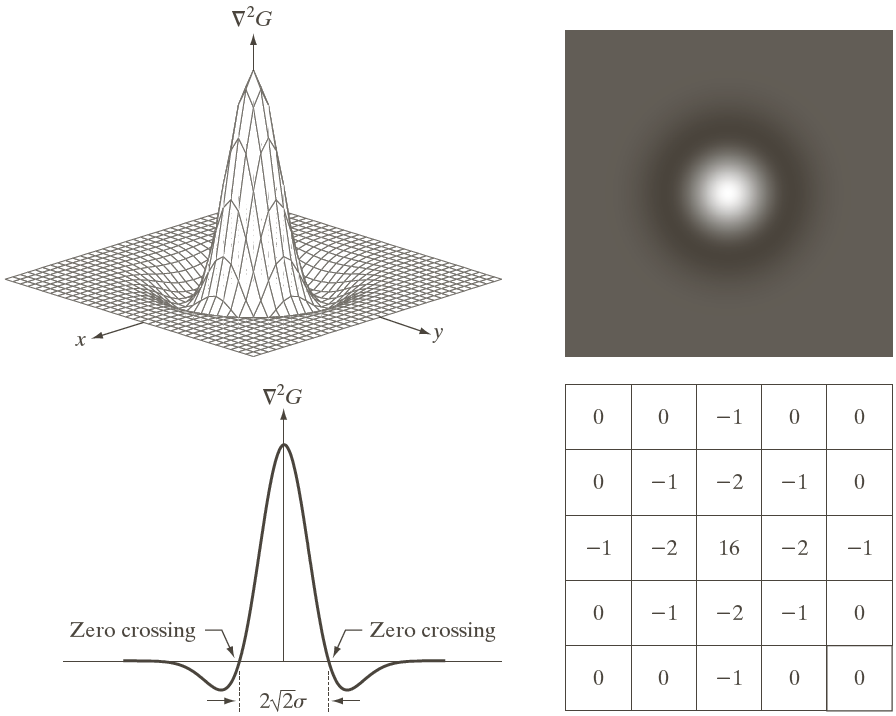 ∇²G
x
y
∇²G
Zero crossing
Zero crossing
2√2σ
0 0 −1 0 0
0 −1 −2 −1 0
−1 −2 16 −2 −1
0 −1 −2 −1 0
0 0 −1 0 0